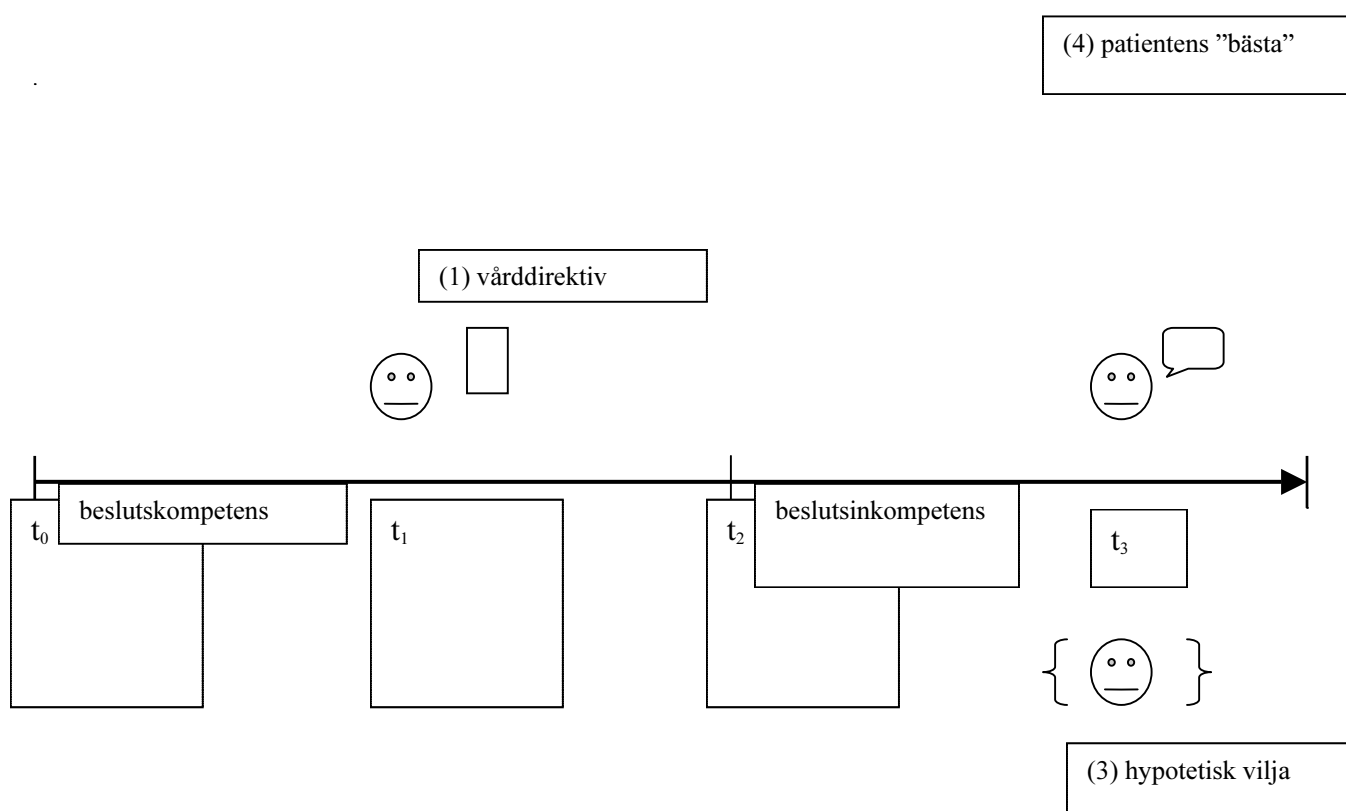 (4) patientens ”bästa”
.
(1) vårddirektiv
beslutskompetens
beslutsinkompetens
t₀
t₁
t₂
t₃
(3) hypotetisk vilja